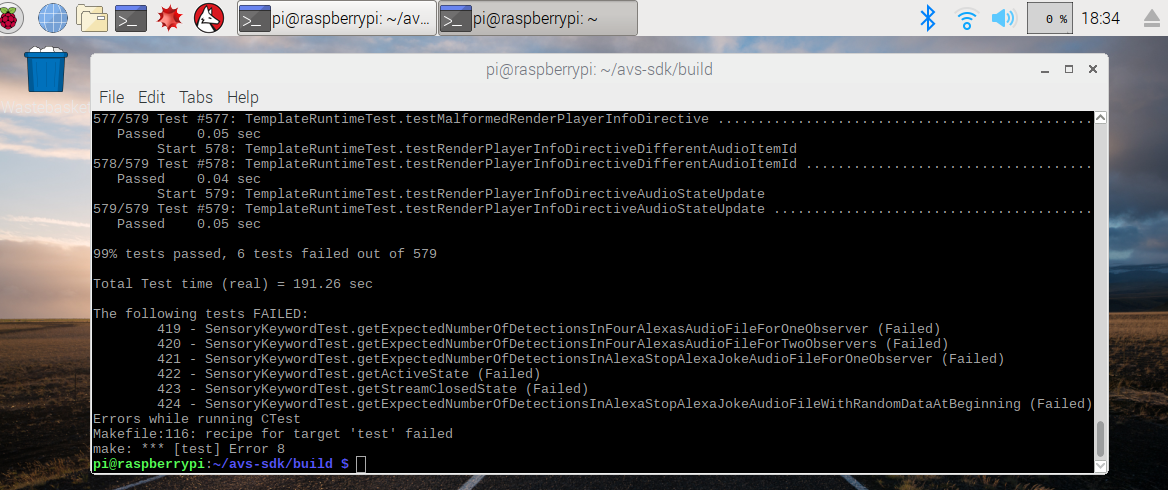 pi@raspberrypi: ~/av...
pi@raspberrypi: ~
0 %
18:34
pi@raspberrypi: ~/avs-sdk/build
File Edit Tabs Help
577/579 Test #577: TemplateRuntimeTest.testMalformedRenderPlayerInfoDirective ...............................................
Passed 0.05 sec
Start 578: TemplateRuntimeTest.testRenderPlayerInfoDirectiveDifferentAudioItemId
578/579 Test #578: TemplateRuntimeTest.testRenderPlayerInfoDirectiveDifferentAudioItemId ....................................
Passed 0.04 sec
Start 579: TemplateRuntimeTest.testRenderPlayerInfoDirectiveAudioStateUpdate
579/579 Test #579: TemplateRuntimeTest.testRenderPlayerInfoDirectiveAudioStateUpdate ........................................
Passed 0.05 sec
99% tests passed, 6 tests failed out of 579
Total Test time (real) = 191.26 sec
The following tests FAILED:
419 - SensoryKeywordTest.getExpectedNumberOfDetectionsInFourAlexasAudioFileForOneObserver (Failed)
420 - SensoryKeywordTest.getExpectedNumberOfDetectionsInFourAlexasAudioFileForTwoObservers (Failed)
421 - SensoryKeywordTest.getExpectedNumberOfDetectionsInAlexaStopAlexaJokeAudioFileForOneObserver (Failed)
422 - SensoryKeywordTest.getActiveState (Failed)
423 - SensoryKeywordTest.getStreamClosedState (Failed)
424 - SensoryKeywordTest.getExpectedNumberOfDetectionsInAlexaStopAlexaJokeAudioFileWithRandomDataAtBeginning (Failed)
Errors while running CTest
Makefile:116: recipe for target 'test' failed
make: *** [test] Error 8
pi@raspberrypi:~/avs-sdk/build $